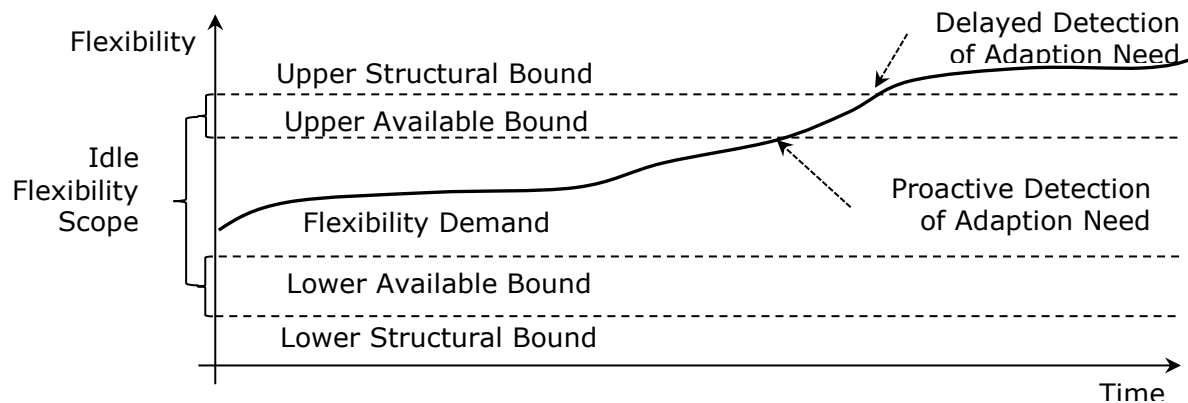 Flexibility
Delayed Detection
of Adaption Need
Upper Structural Bound
Upper Available Bound
Idle
Flexibility
Scope
Proactive Detection
of Adaption Need
Flexibility Demand
Lower Available Bound
Lower Structural Bound
Time